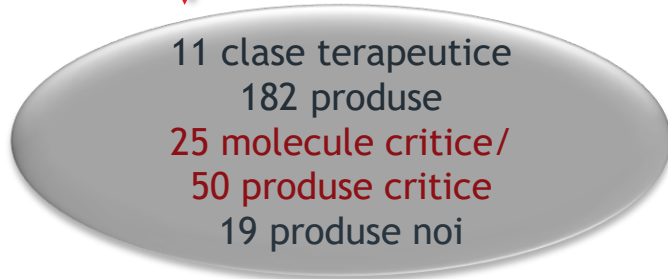 11 clase terapeutice
182 produse
25 molecule critice/
50 produse critice
19 produse noi